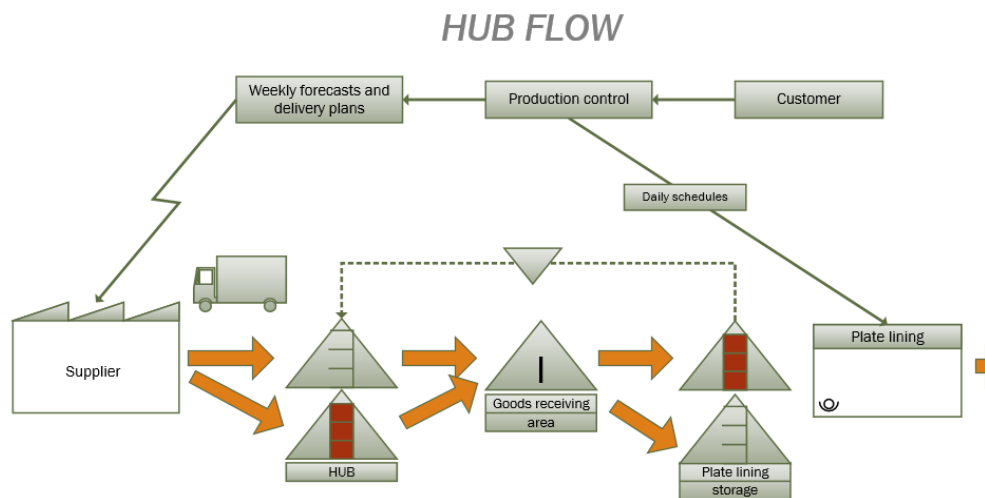 HUB FLOW
Weekly forecasts and
delivery plans
Production control
Customer
Daily schedules
Supplier
Plate lining
I
Goods receiving
area
HUB
Plate lining
storage